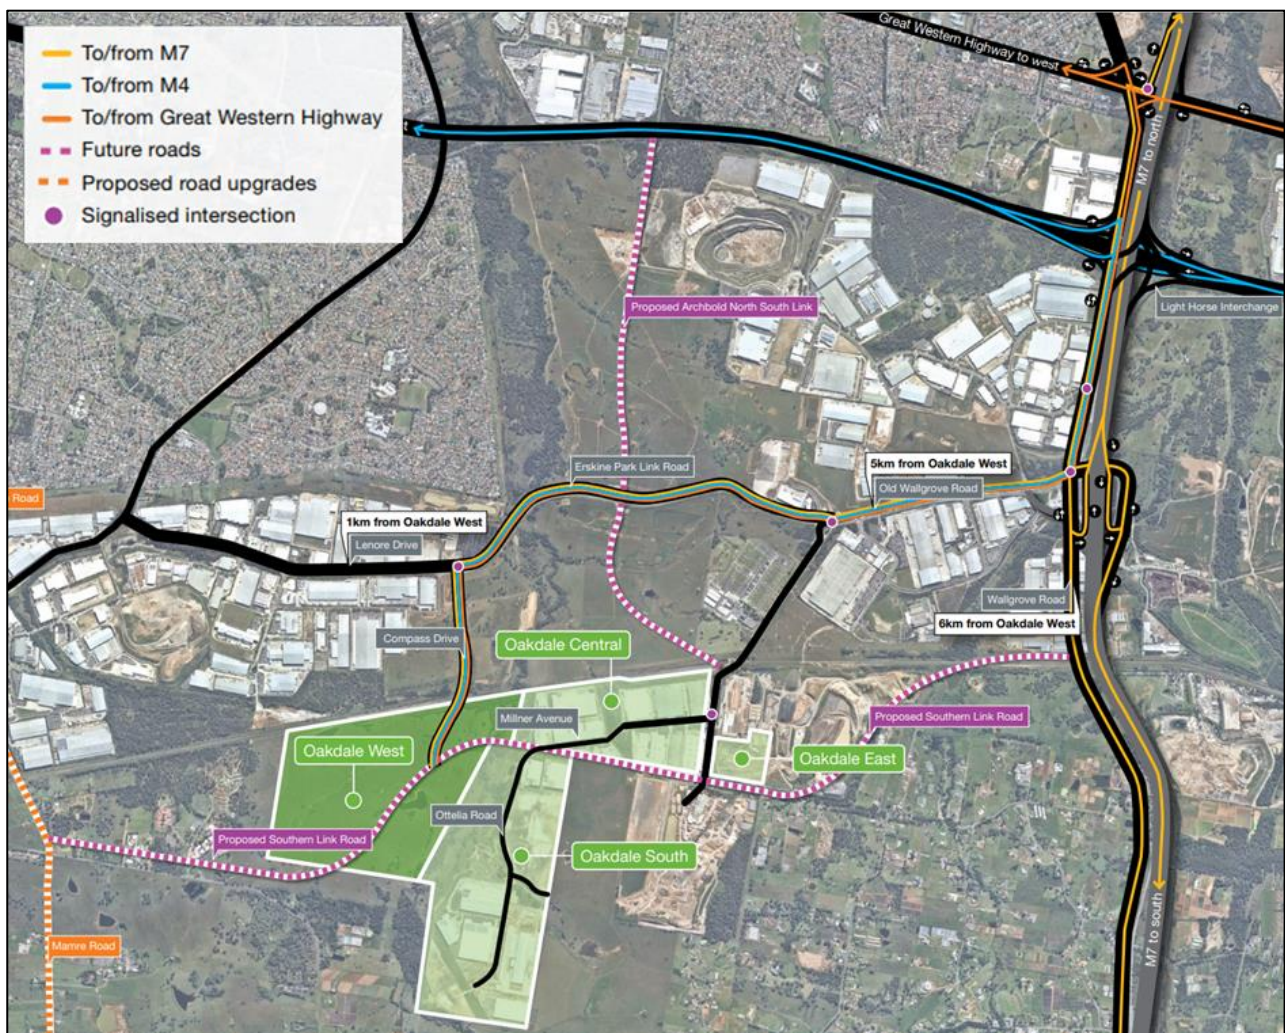 To/from M7
To/from M4
To/from Great Western Highway
Future roads
Proposed road upgrades
Signalised intersection
Great Western Highway to west
M7 to north
Proposed Archbold North South Link
Light Horse Interchange
Erskine Park Link Road
5km from Oakdale West
Old Wallgrove Road
Road
1km from Oakdale West
Lenore Drive
Wallgrove Road
6km from Oakdale West
Compass Drive
Oakdale Central
Millner Avenue
Proposed Southern Link Road
Oakdale West
Oakdale East
Ottelia Road
Proposed Southern Link Road
Oakdale South
Mamre Road
M7 to south